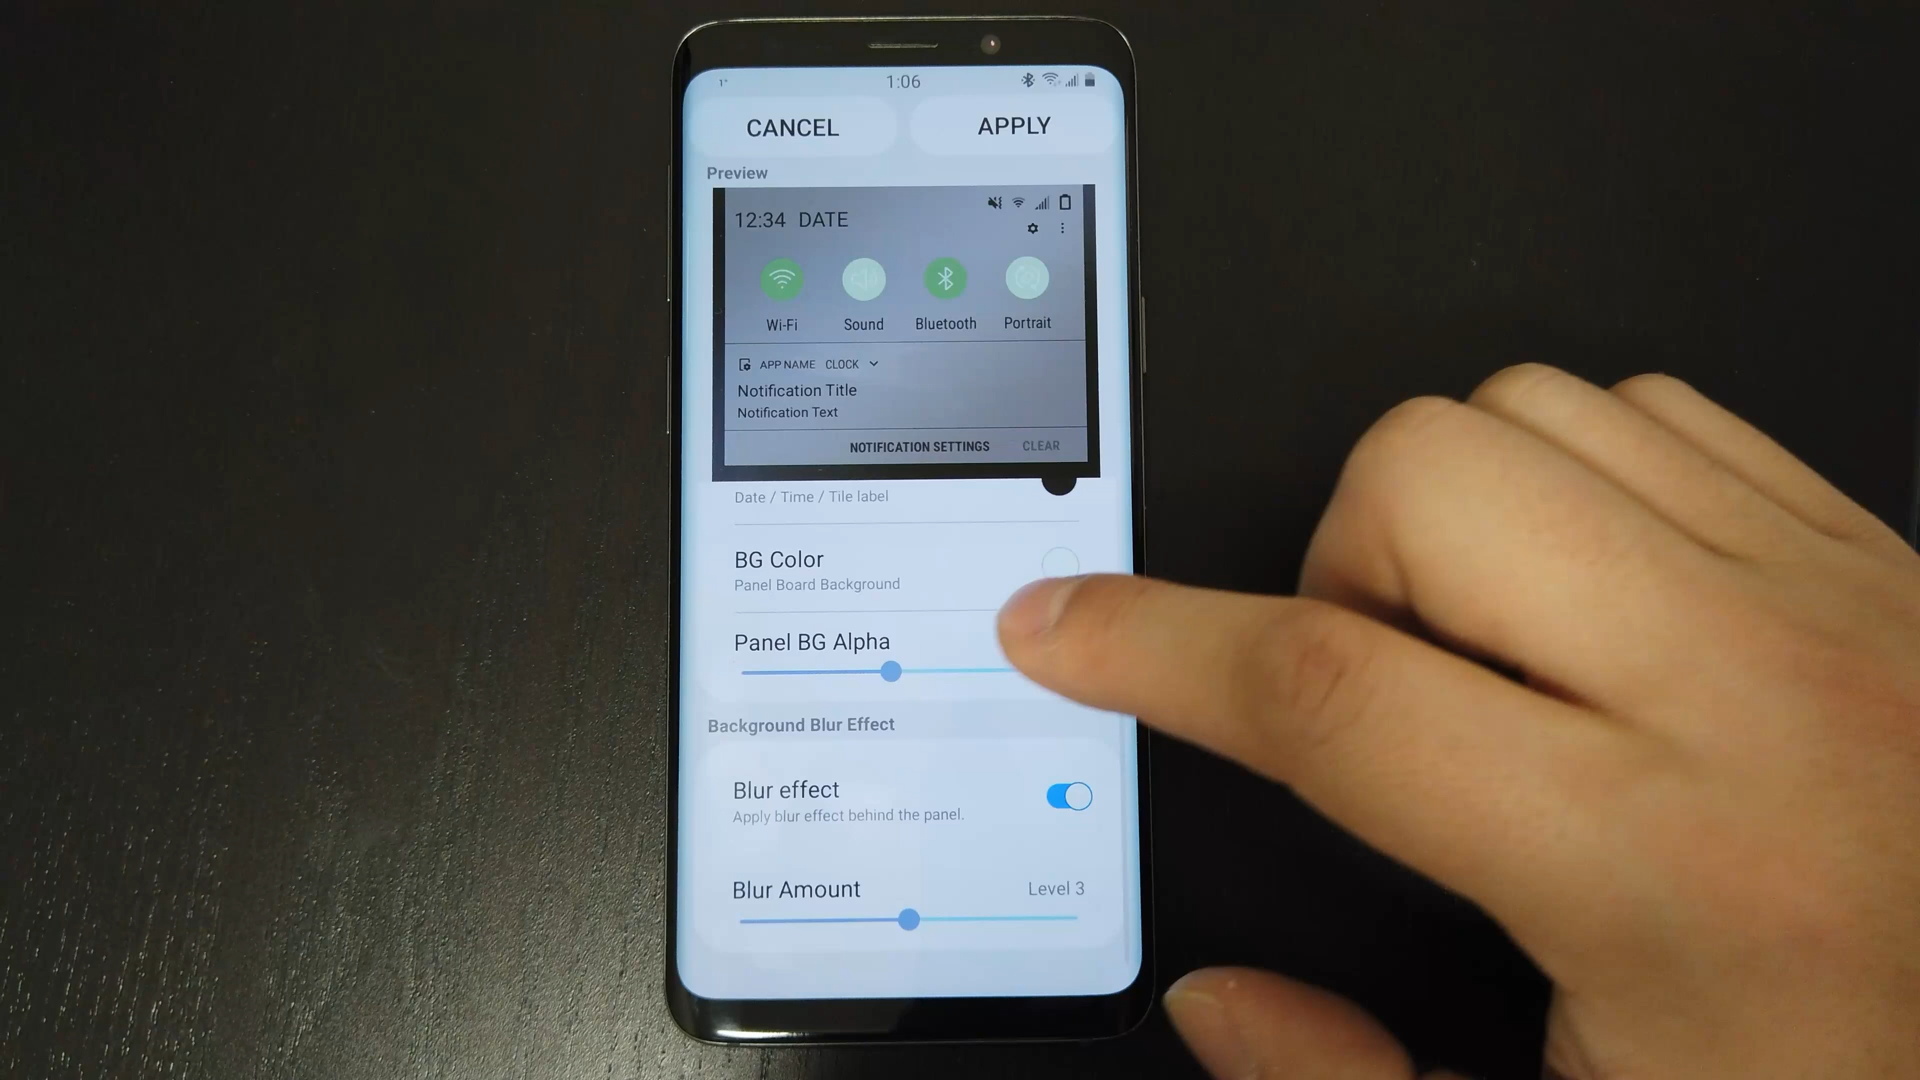 1:06
CANCEL APPLY
Preview
12:34 DATE
Wi-Fi Sound Bluetooth Portrait
APP NAME CLOCK
Notification Title
Notification Text
NOTIFICATION SETTINGS CLEAR
Date / Time / Tile label
BG Color
Panel Board Background
Panel BG Alpha
Background Blur Effect
Blur effect
Apply blur effect behind the panel.
Blur Amount Level 3